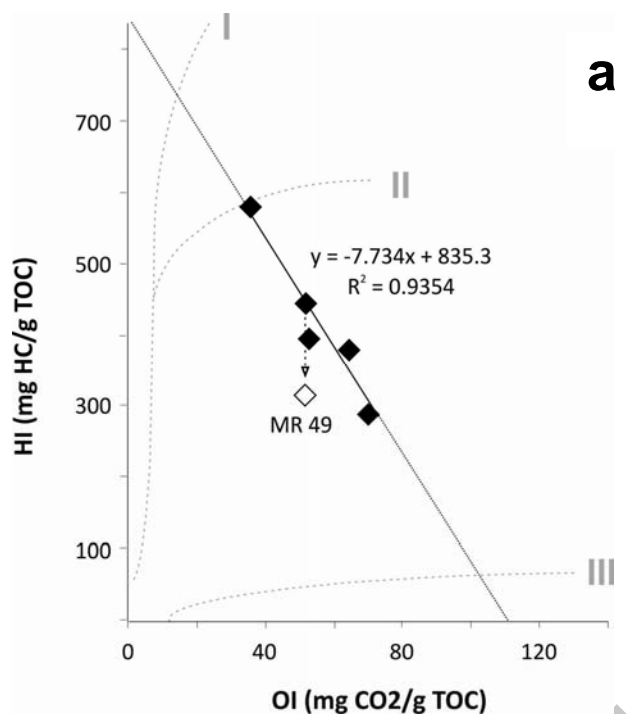 I
a
700
II
500
y = -7.734x + 835.3
R² = 0.9354
HI (mg HC/g TOC)
300
MR 49
100
III
0 40 80 120
OI (mg CO2/g TOC)